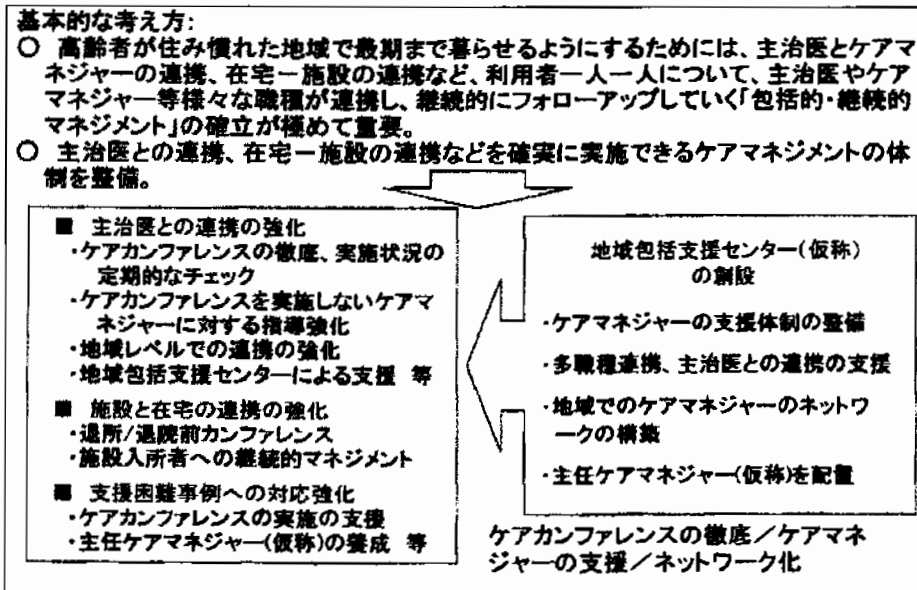 基本的な考え方:
○ 高齢者が住み慣れた地域で最期まで暮らせるようにするためには、主治医とケアマ
ネジャーの連携、在宅ー施設の連携など、利用者一人一人について、主治医やケア
マネジャー等様々な職種が連携し、継続的にフォローアップしていく「包括的・継続的
マネジメント」の確立が極めて重要。
○ 主治医との連携、在宅ー施設の連携などを確実に実施できるケアマネジメントの体
制を整備。
■ 主治医との連携の強化
・ケアカンファレンスの徹底、実施状況の
定期的なチェック
・ケアカンファレンスを実施しないケアマ
ネジャーに対する指導強化
・地域レベルでの連携の強化
・地域包括支援センターによる支援 等
■ 施設と在宅の連携の強化
・退所/退院前カンファレンス
・施設入所者への継続的マネジメント
■ 支援困難事例への対応強化
・ケアカンファレンスの実施の支援
・主任ケアマネジャー(仮称)の養成 等
地域包括支援センター(仮称)
の創設
・ケアマネジャーの支援体制の整備
・多職種連携、主治医との連携の支援
・地域でのケアマネジャーのネットワ
ークの構築
・主任ケアマネジャー(仮称)を配置
ケアカンファレンスの徹底/ケアマネ
ジャーの支援/ネットワーク化